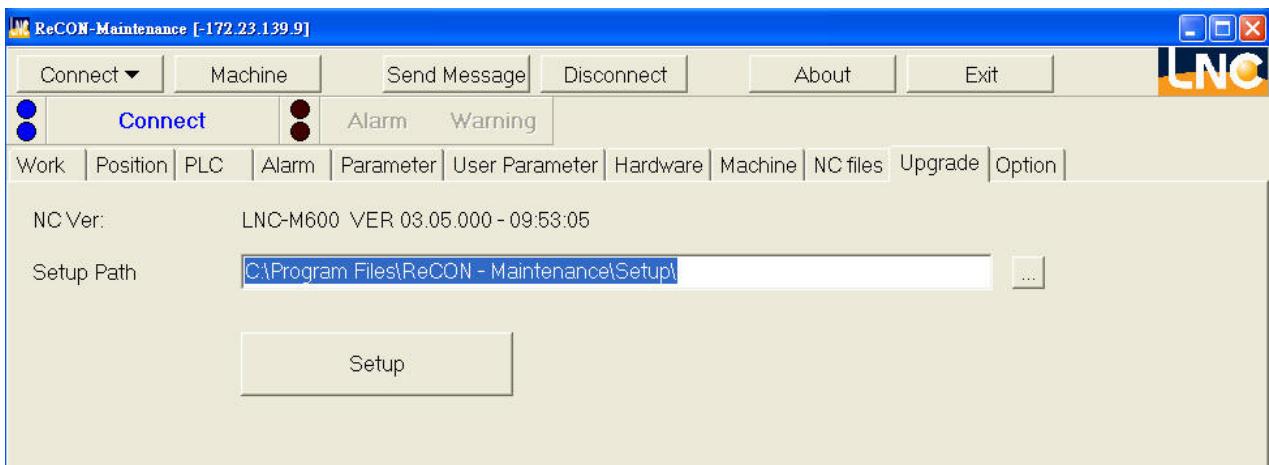 ReCON-Maintenance [-172.23.139.9]
Connect Machine Send Message Disconnect About Exit LNC
Connect Alarm Warning
Work Position PLC Alarm Parameter User Parameter Hardware Machine NC files Upgrade Option
NC Ver: LNC-M600 VER 03.05.000 - 09:53:05
Setup Path C:\Program Files\ReCON - Maintenance\Setup\ ...
Setup